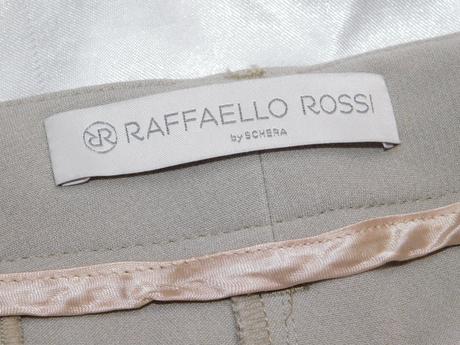 RR RAFFAELLO ROSSI
by SCHERA